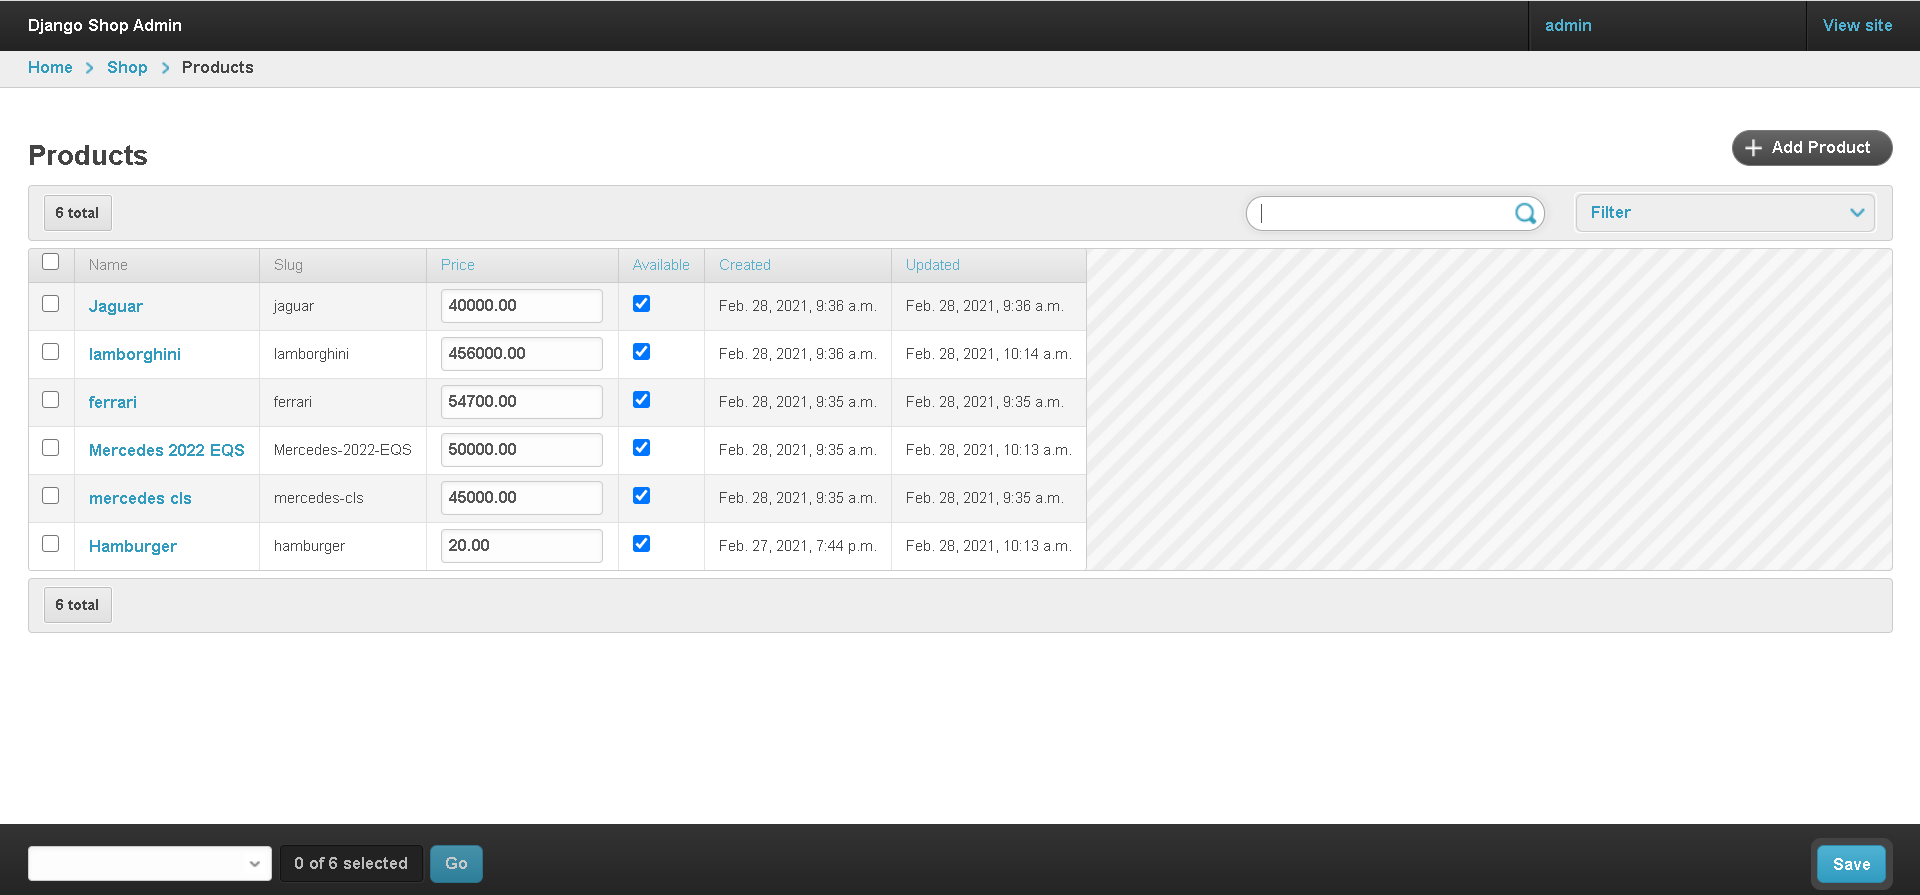 Django Shop Admin admin View site
Home Shop Products
Products
Add Product
6 total Filter
Name Slug Price Available Created Updated
Jaguar jaguar 40000.00 Feb. 28, 2021, 9:36 a.m. Feb. 28, 2021, 9:36 a.m.
lamborghini lamborghini 456000.00 Feb. 28, 2021, 9:36 a.m. Feb. 28, 2021, 10:14 a.m.
ferrari ferrari 54700.00 Feb. 28, 2021, 9:35 a.m. Feb. 28, 2021, 9:35 a.m.
Mercedes 2022 EQS Mercedes-2022-EQS 50000.00 Feb. 28, 2021, 9:35 a.m. Feb. 28, 2021, 10:13 a.m.
mercedes cls mercedes-cls 45000.00 Feb. 28, 2021, 9:35 a.m. Feb. 28, 2021, 9:35 a.m.
Hamburger hamburger 20.00 Feb. 27, 2021, 7:44 p.m. Feb. 28, 2021, 10:13 a.m.
6 total
0 of 6 selected Go Save